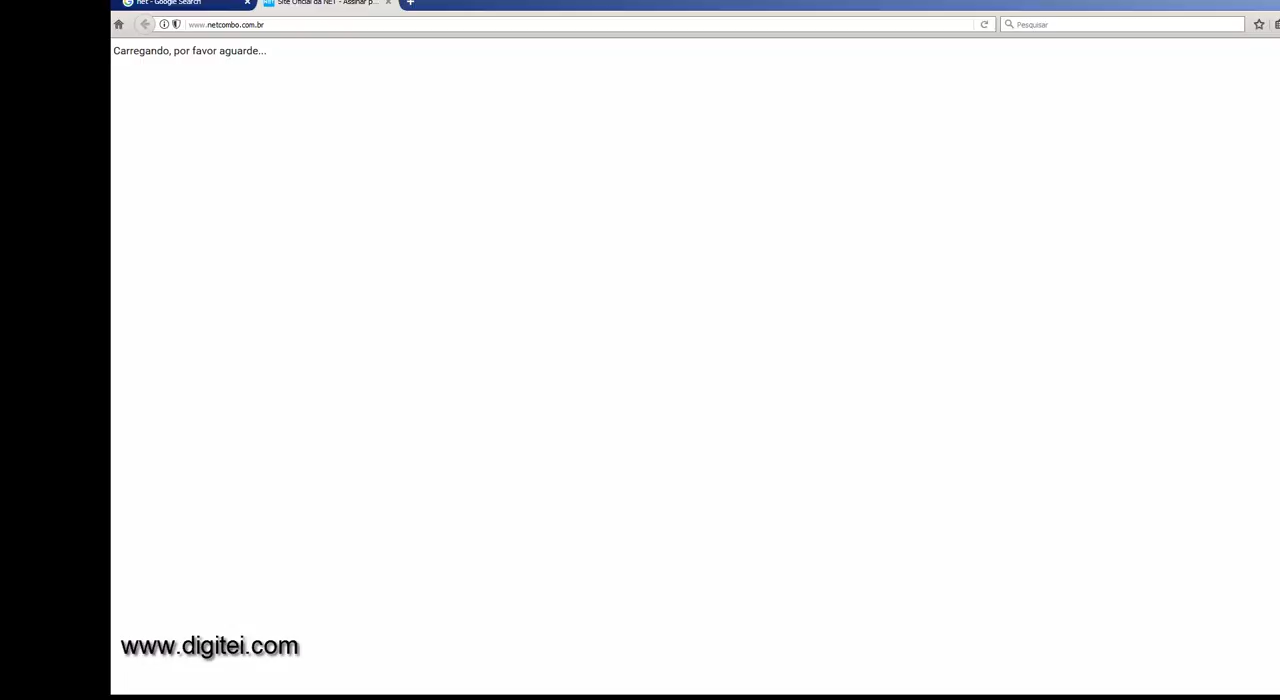 net - Google Search
Site Oficial da NET - Assinar p...
www.netcombo.com.br
Pesquisar
Carregando, por favor aguarde...
www.digitei.com